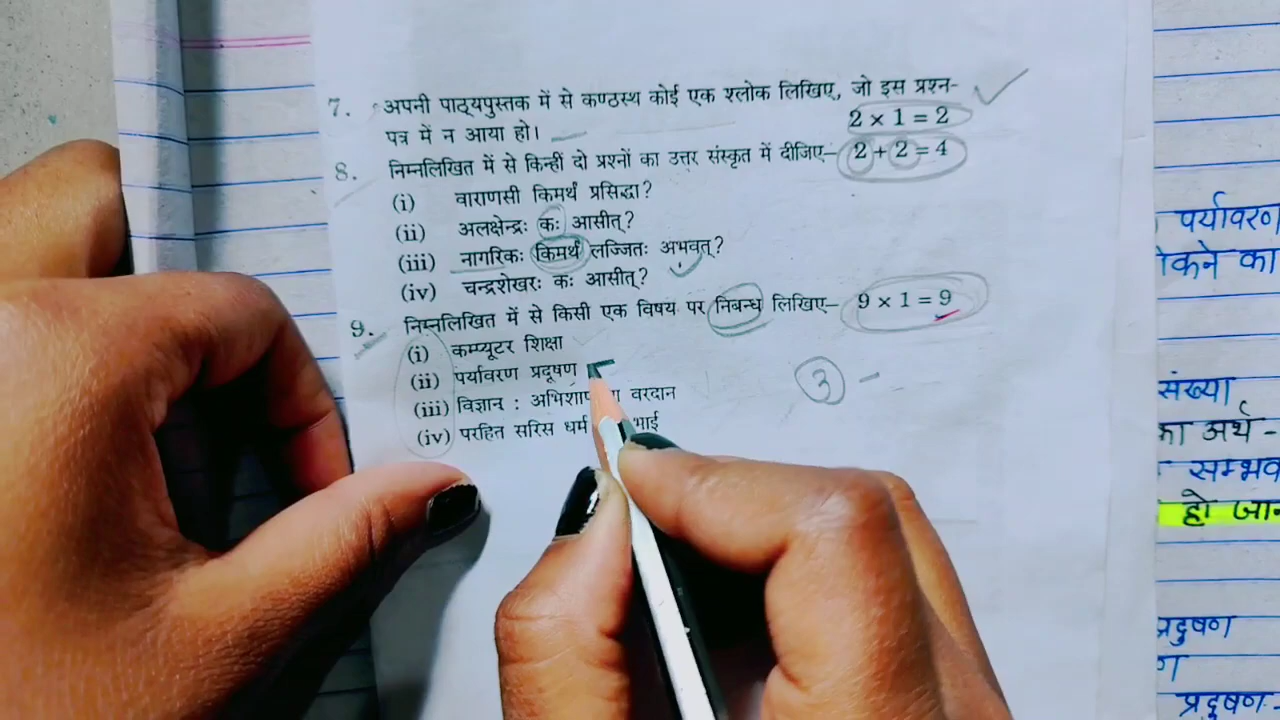 7. अपनी पाठ्यपुस्तक में से कण्ठस्थ कोई एक श्लोक लिखिए, जो इस प्रश्न-
पत्र में न आया हो। 2 × 1 = 2
8. निम्नलिखित में से किन्हीं दो प्रश्नों का उत्तर संस्कृत में दीजिए— 2 + 2 = 4
(i) वाराणसी किमर्थं प्रसिद्धा?
(ii) अलक्षेन्द्रः कः आसीत्?
(iii) नागरिकः किमर्थं लज्जितः अभवत्?
(iv) चन्द्रशेखरः कः आसीत्?
9. निम्नलिखित में से किसी एक विषय पर निबन्ध लिखिए— 9 × 1 = 9
(i) कम्प्यूटर शिक्षा
(ii) पर्यावरण प्रदूषण
(iii) विज्ञान : वरदान
(iv) परहित सरिस धर्म भाई
3
पर्यावरण
कने का
संख्या
का अर्थ -
सम्भव
हो जा
प्रदुषण
प्रदूषण-